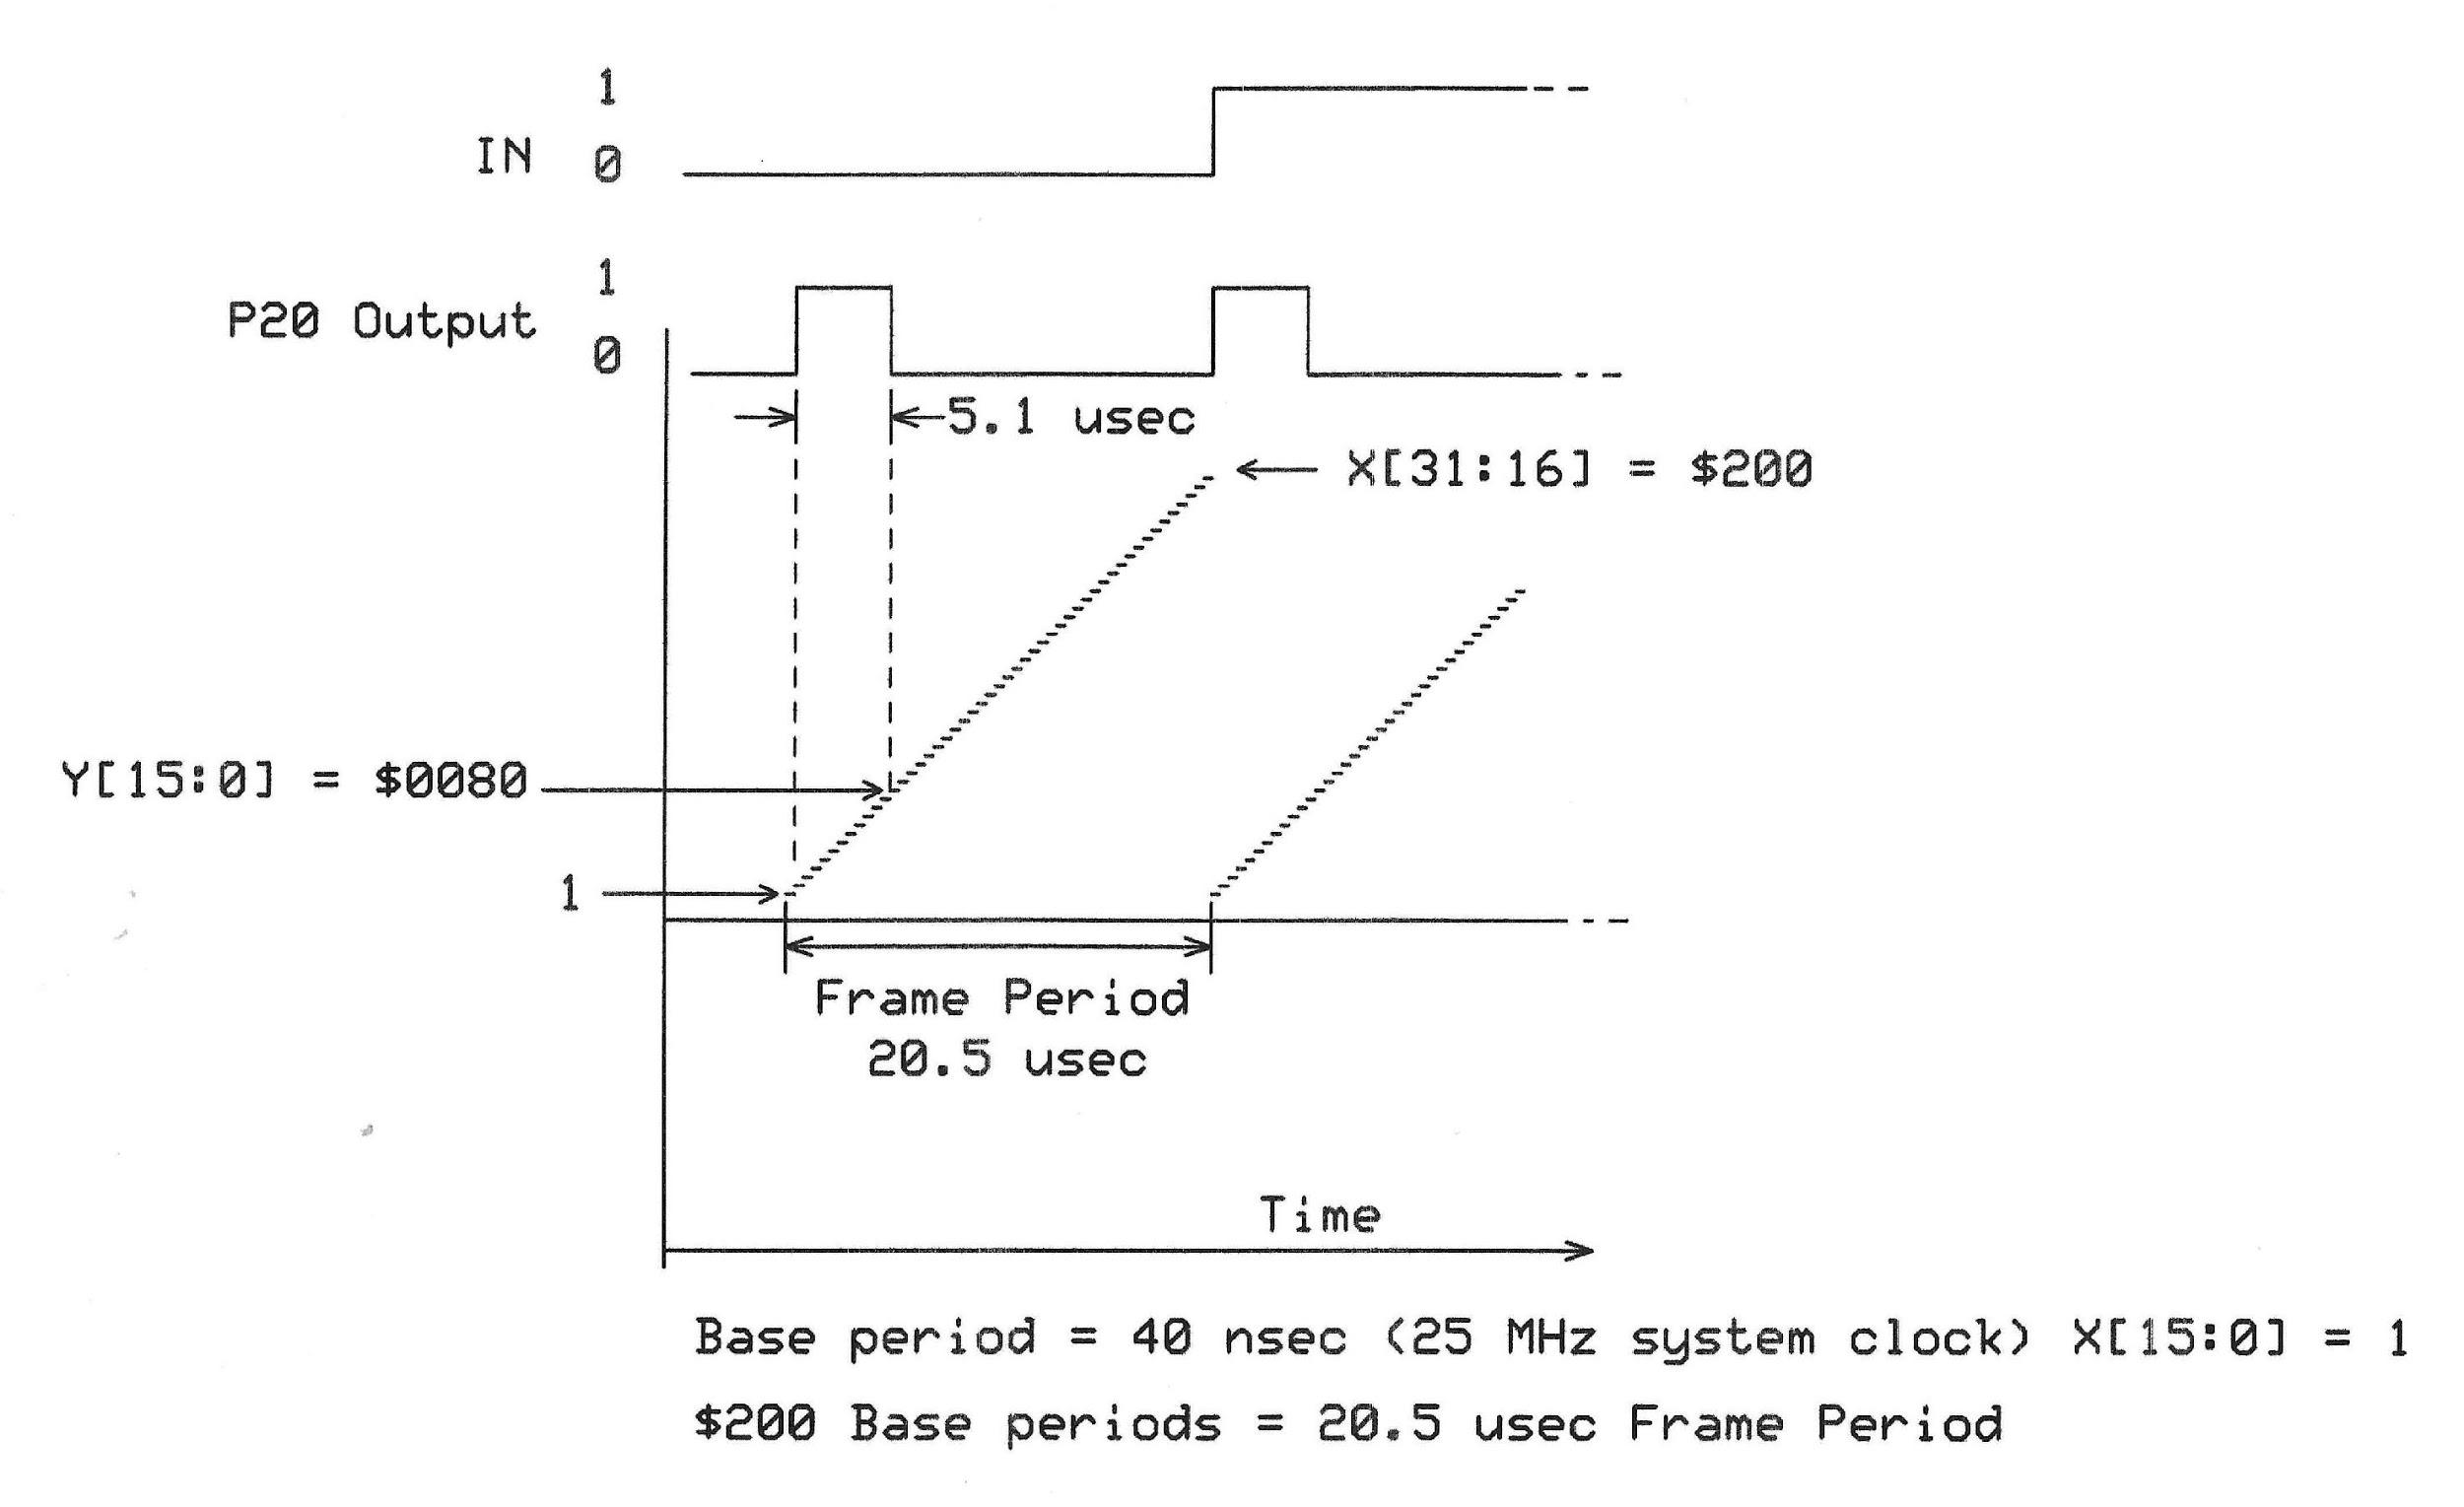 1
IN 0
1
P20 Output
0
5.1 usec
X[31:16] = $200
Y[15:0] = $0080
1
Frame Period
20.5 usec
Time
Base period = 40 nsec (25 MHz system clock) X[15:0] = 1
$200 Base periods = 20.5 usec Frame Period